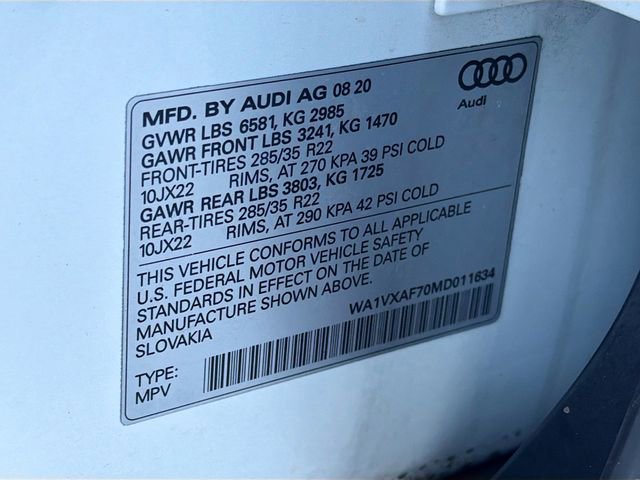 MFD. BY AUDI AG 08 20
Audi
GVWR LBS 6581, KG 2985
GAWR FRONT LBS 3241, KG 1470
FRONT-TIRES 285/35 R22
10JX22 RIMS, AT 270 KPA 39 PSI COLD
GAWR REAR LBS 3803, KG 1725
REAR-TIRES 285/35 R22
10JX22 RIMS, AT 290 KPA 42 PSI COLD
THIS VEHICLE CONFORMS TO ALL APPLICABLE
U.S. FEDERAL MOTOR VEHICLE SAFETY
STANDARDS IN EFFECT ON THE DATE OF
MANUFACTURE SHOWN ABOVE.
SLOVAKIA
WA1VXAF70MD011634
TYPE:
MPV